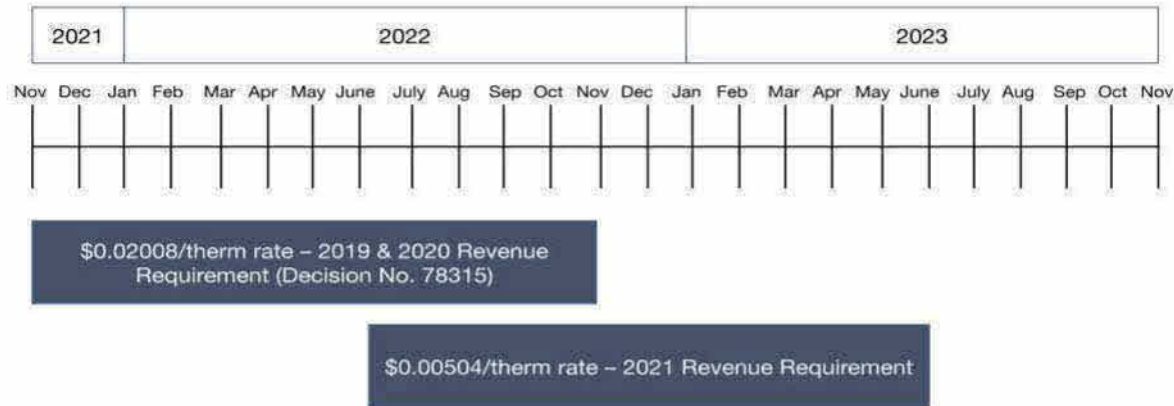 2021 2022 2023
Nov Dec Jan Feb Mar Apr May June July Aug Sep Oct Nov Dec Jan Feb Mar Apr May June July Aug Sep Oct Nov
$0.02008/therm rate – 2019 & 2020 Revenue
Requirement (Decision No. 78315)
$0.00504/therm rate – 2021 Revenue Requirement